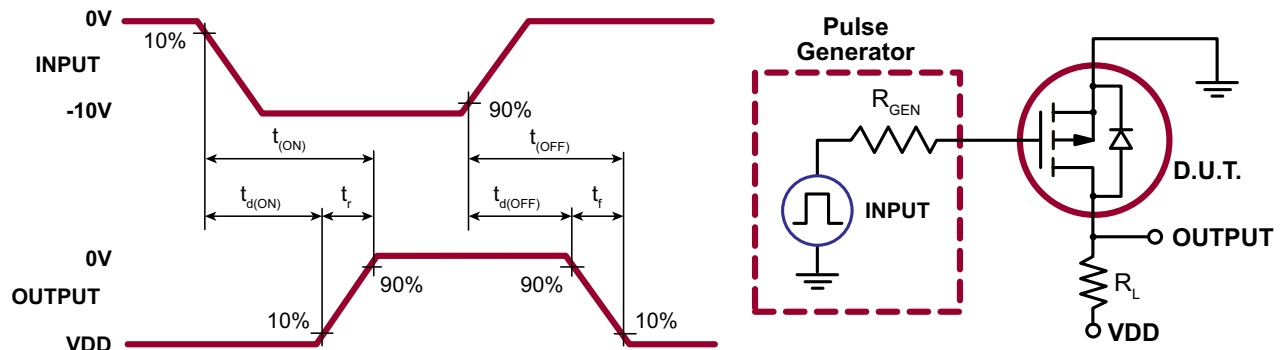 0V
10%
INPUT
-10V
90%
t(ON)
t(OFF)
td(ON)
tr
td(OFF)
tf
0V
90%
90%
OUTPUT
10%
10%
VDD
Pulse
Generator
RGEN
INPUT
D.U.T.
OUTPUT
RL
VDD